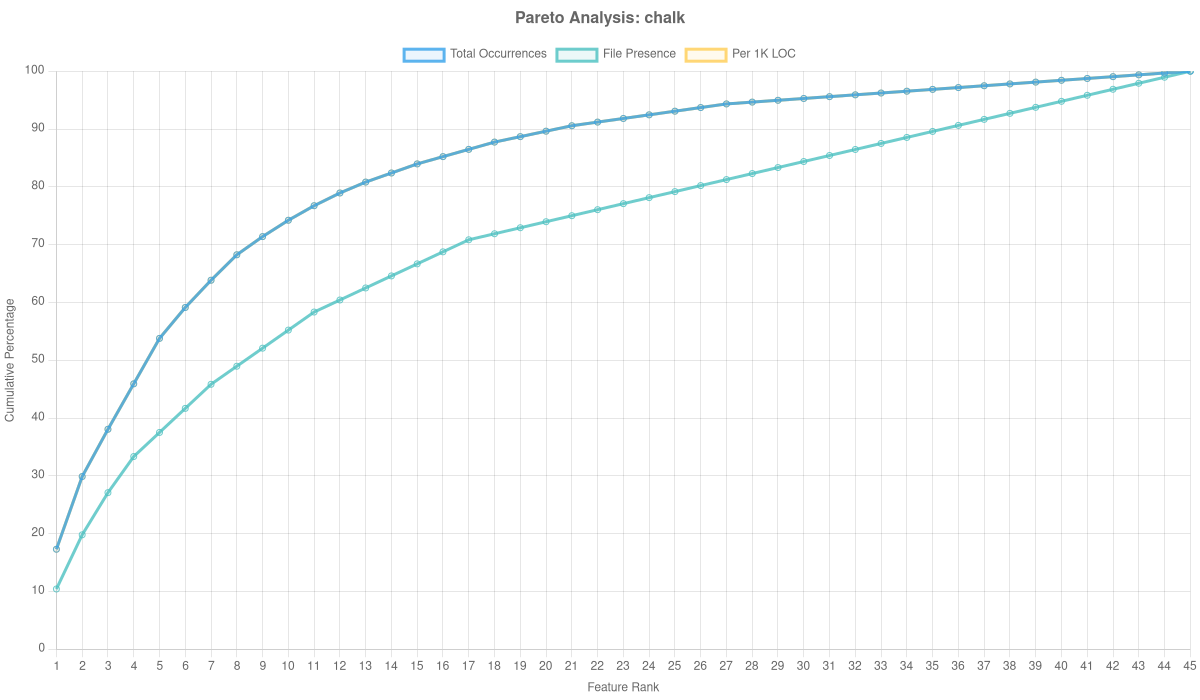 Pareto Analysis: chalk
Total Occurrences File Presence Per 1K LOC
100
90
80
70
60
50
40
30
20
10
0
Cumulative Percentage
1 2 3 4 5 6 7 8 9 10 11 12 13 14 15 16 17 18 19 20 21 22 23 24 25 26 27 28 29 30 31 32 33 34 35 36 37 38 39 40 41 42 43 44 45
Feature Rank